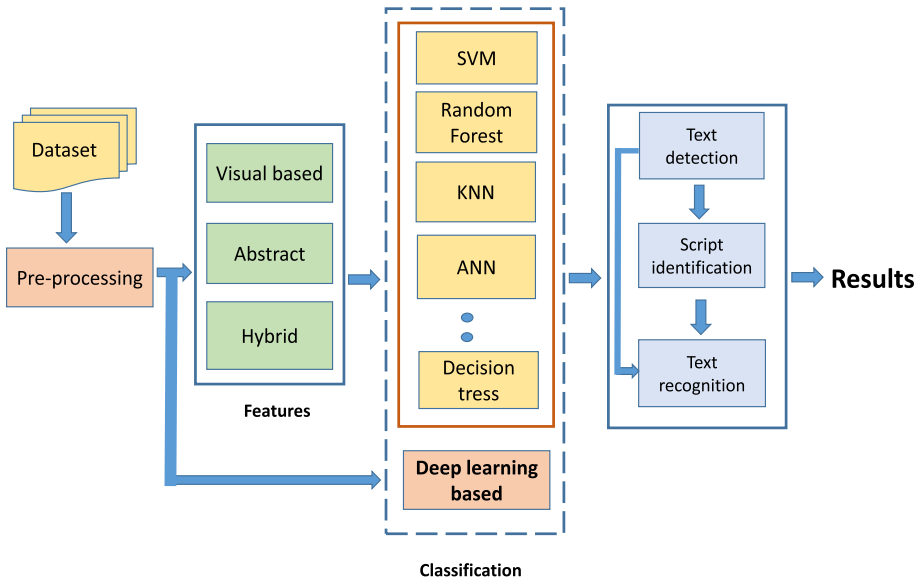 Dataset
Pre-processing
Visual based
Abstract
Hybrid
Features
SVM
Random
Forest
KNN
ANN
Decision
tress
Deep learning
based
Classification
Text
detection
Script
identification
Text
recognition
Results